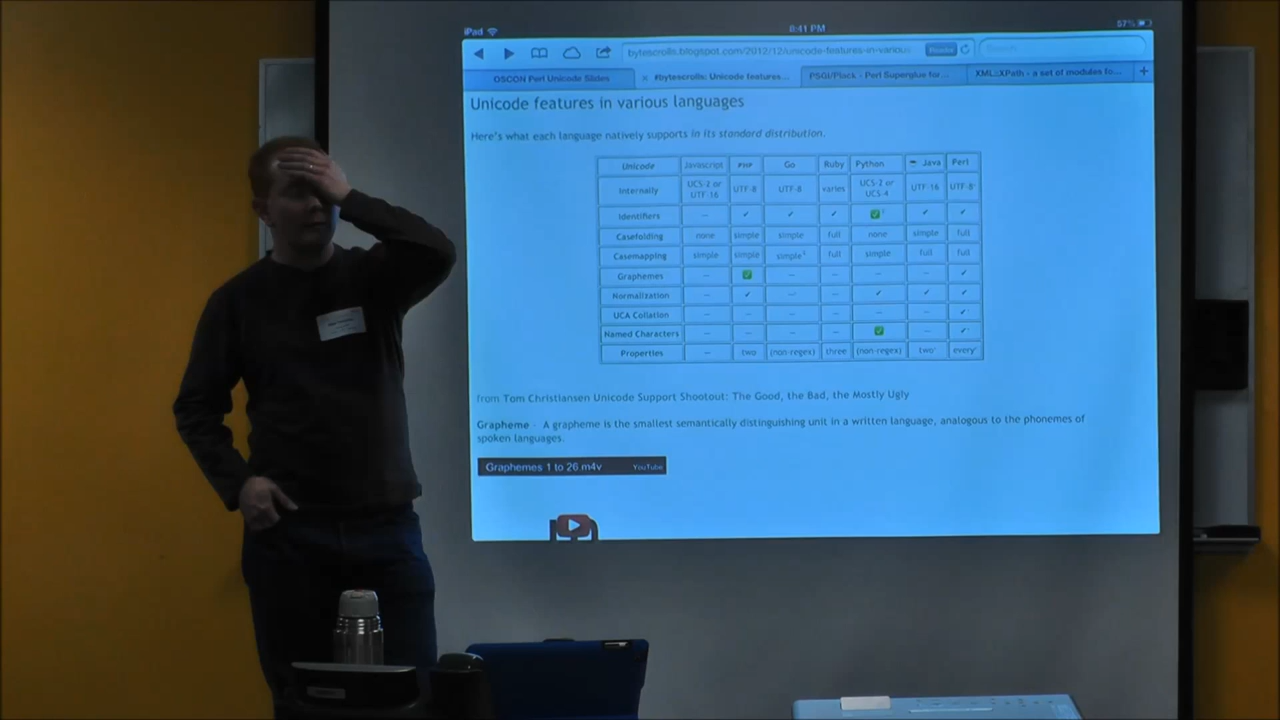 iPad 8:41 PM 57%
bytescrolls.blogspot.com/2012/12/unicode-features-in-various Reader
OSCON Perl Unicode Slides × #bytescrolls: Unicode features... PSGI/Plack - Perl Superglue for... XML::XPath - a set of modules fo... +
Unicode features in various languages
Here's what each language natively supports in its standard distribution.
Unicode Javascript PHP Go Ruby Python Java Perl
Internally UCS-2 or UTF-16 UTF-8 UTF-8 varies UCS-2 or UCS-4 UTF-16 UTF-8
Identifiers — ✓ ✓ ✓ ✅ ✓ ✓
Casefolding none simple simple full none simple full
Casemapping simple simple simple full simple full full
Graphemes — ✅ — — — — ✓
Normalization — ✓ — — ✓ ✓ ✓
UCA Collation — — — — — — ✓
Named Characters — — — — ✅ — ✓
Properties — two (non-regex) three (non-regex) two every
from Tom Christiansen Unicode Support Shootout: The Good, the Bad, the Mostly Ugly
Grapheme - A grapheme is the smallest semantically distinguishing unit in a written language, analogous to the phonemes of
spoken languages.
Graphemes 1 to 26.m4v YouTube